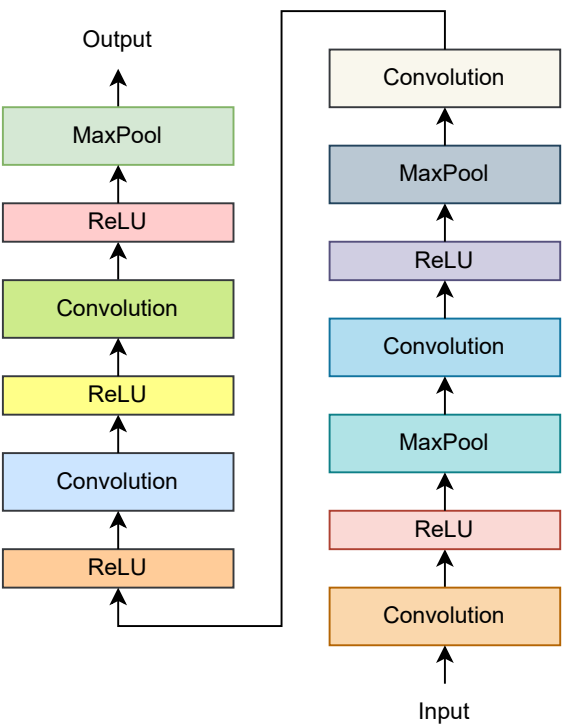 Output
MaxPool
ReLU
Convolution
ReLU
Convolution
ReLU
Convolution
MaxPool
ReLU
Convolution
MaxPool
ReLU
Convolution
Input